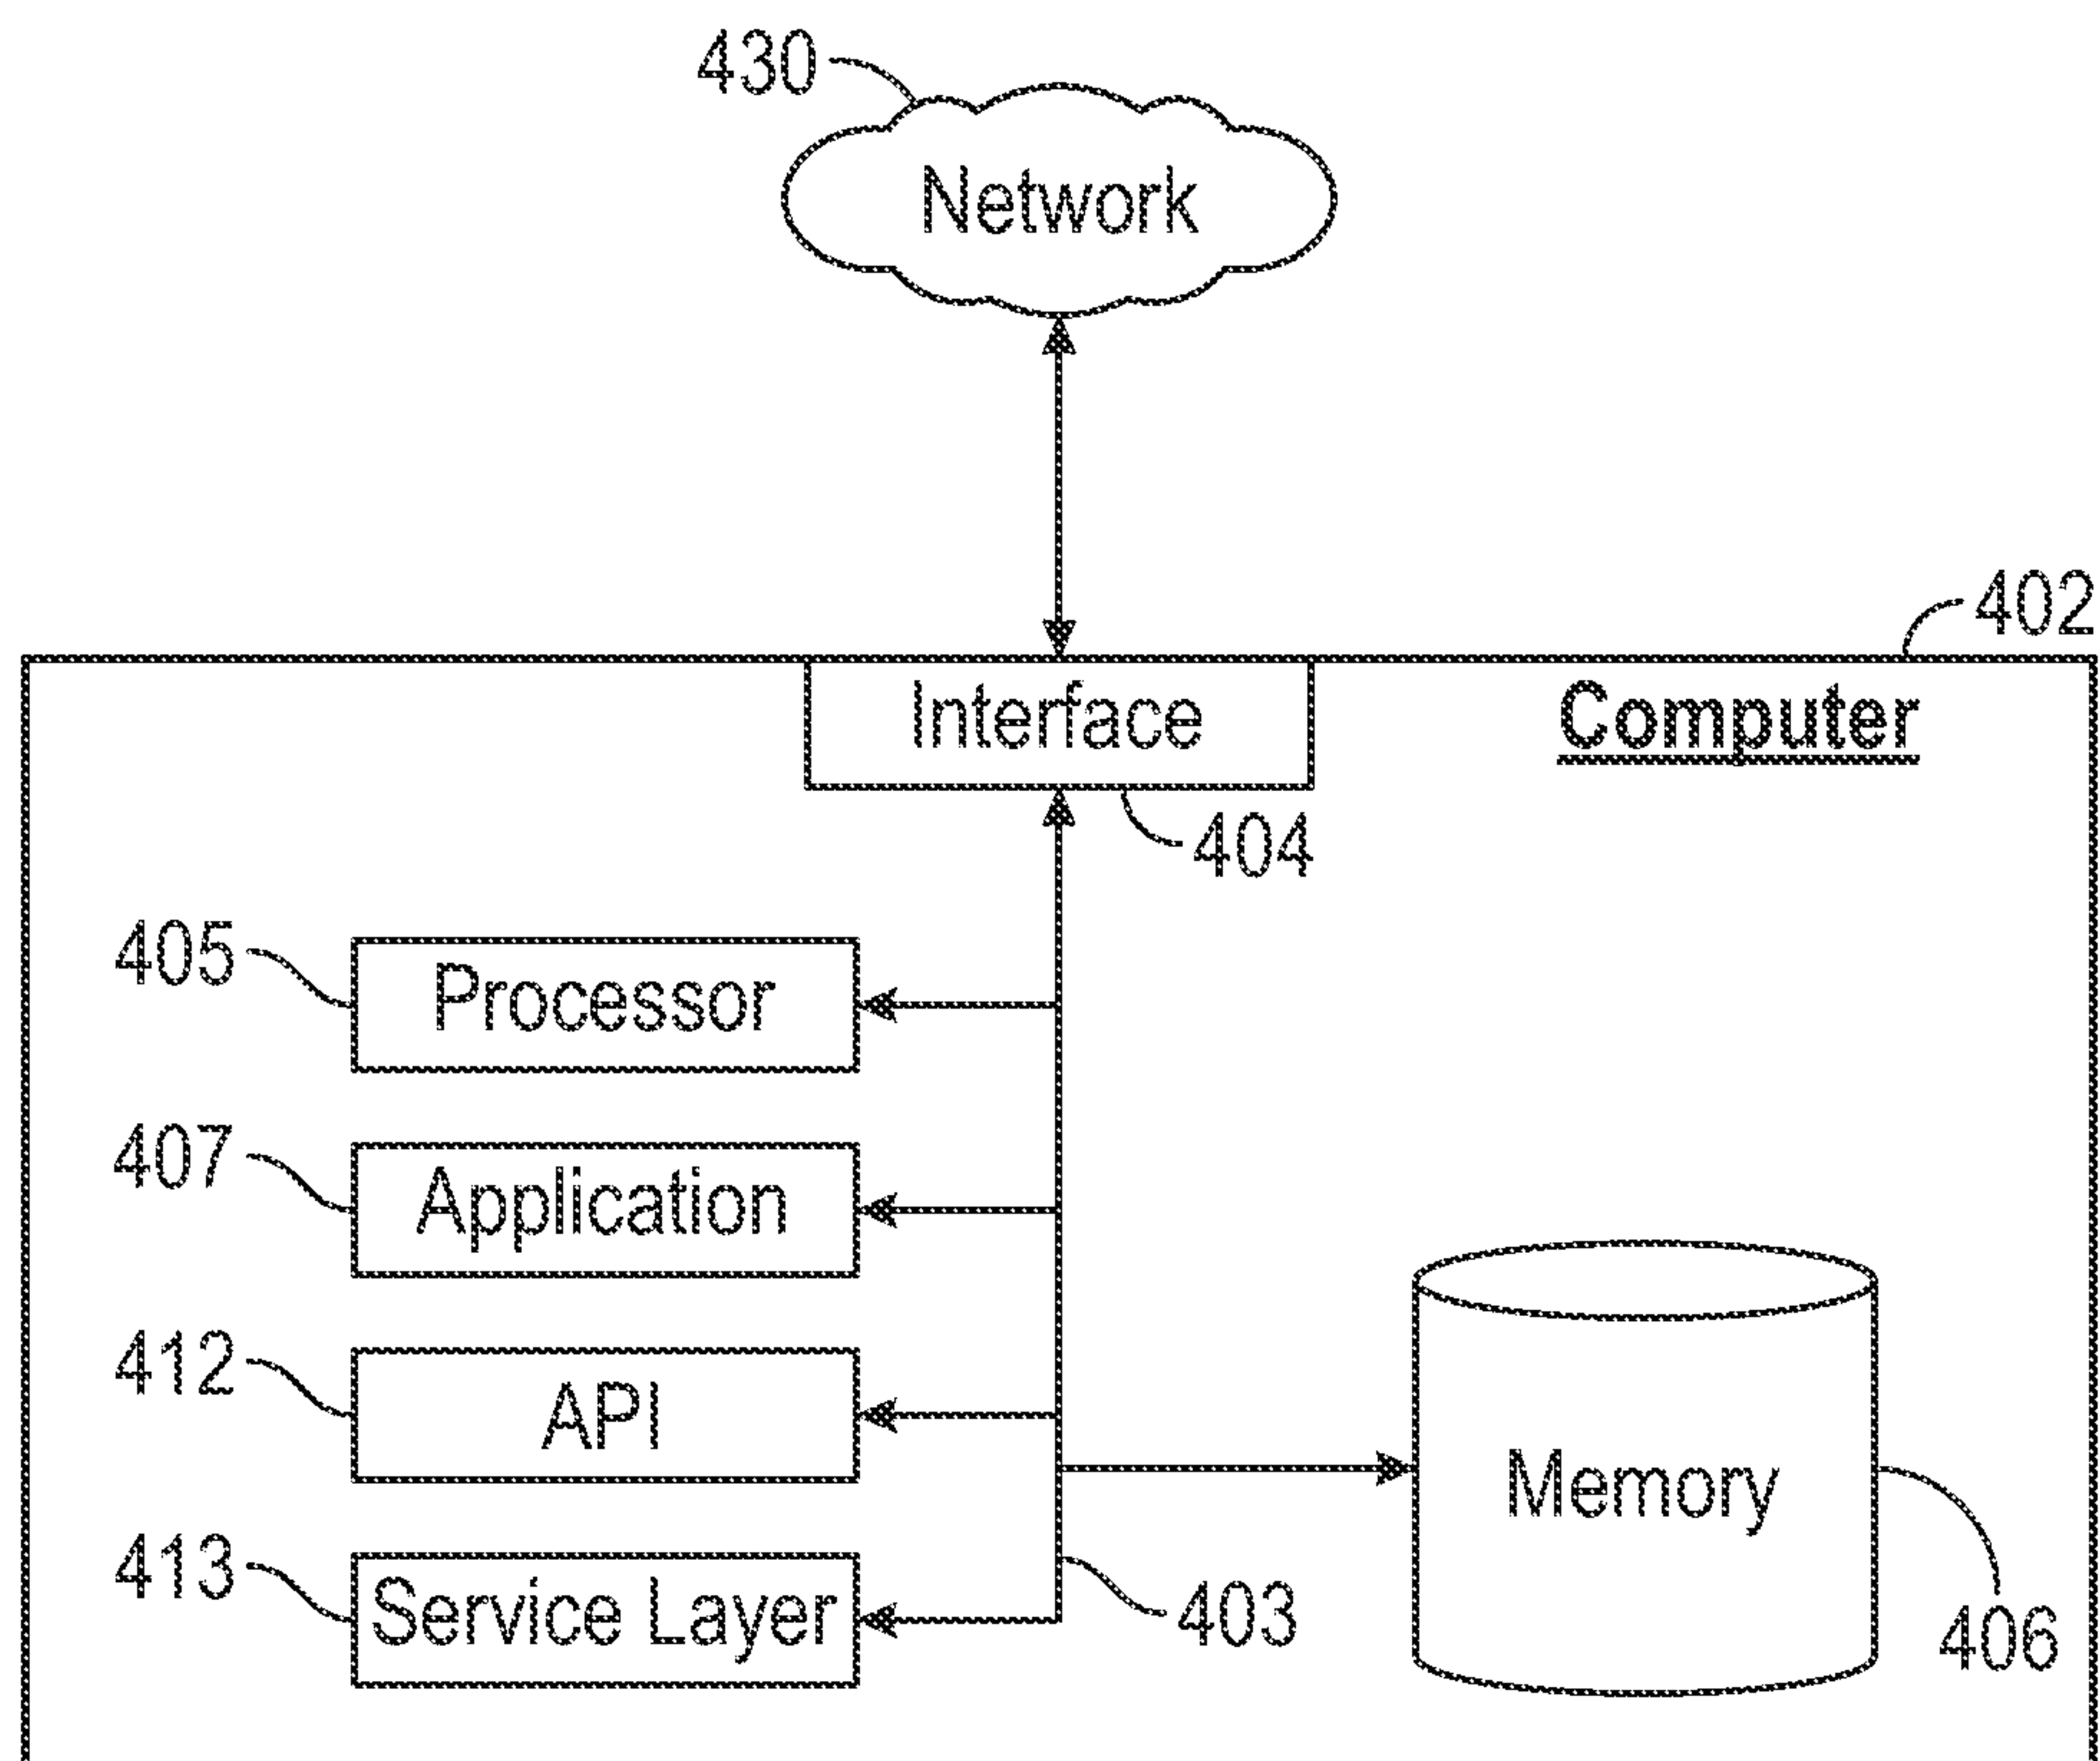 430
Network
402
Interface
Computer
404
405
Processor
407
Application
412
API
Memory
413
Service Layer
403
406